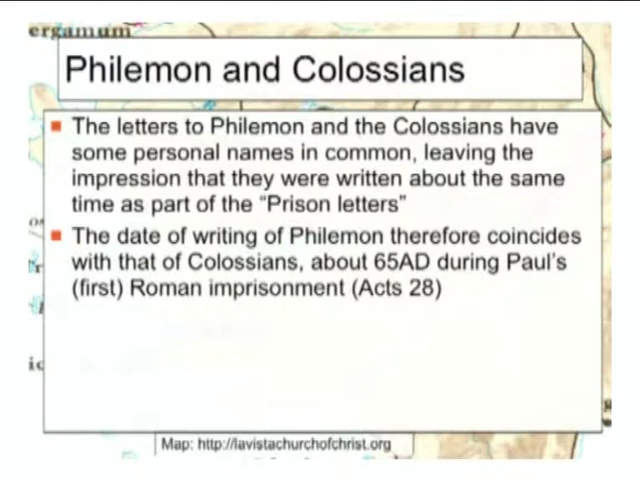 ergamum
Philemon and Colossians
The letters to Philemon and the Colossians have
some personal names in common, leaving the
impression that they were written about the same
time as part of the “Prison letters”
The date of writing of Philemon therefore coincides
with that of Colossians, about 65AD during Paul’s
(first) Roman imprisonment (Acts 28)
Map: http://lavistachurchofchrist.org